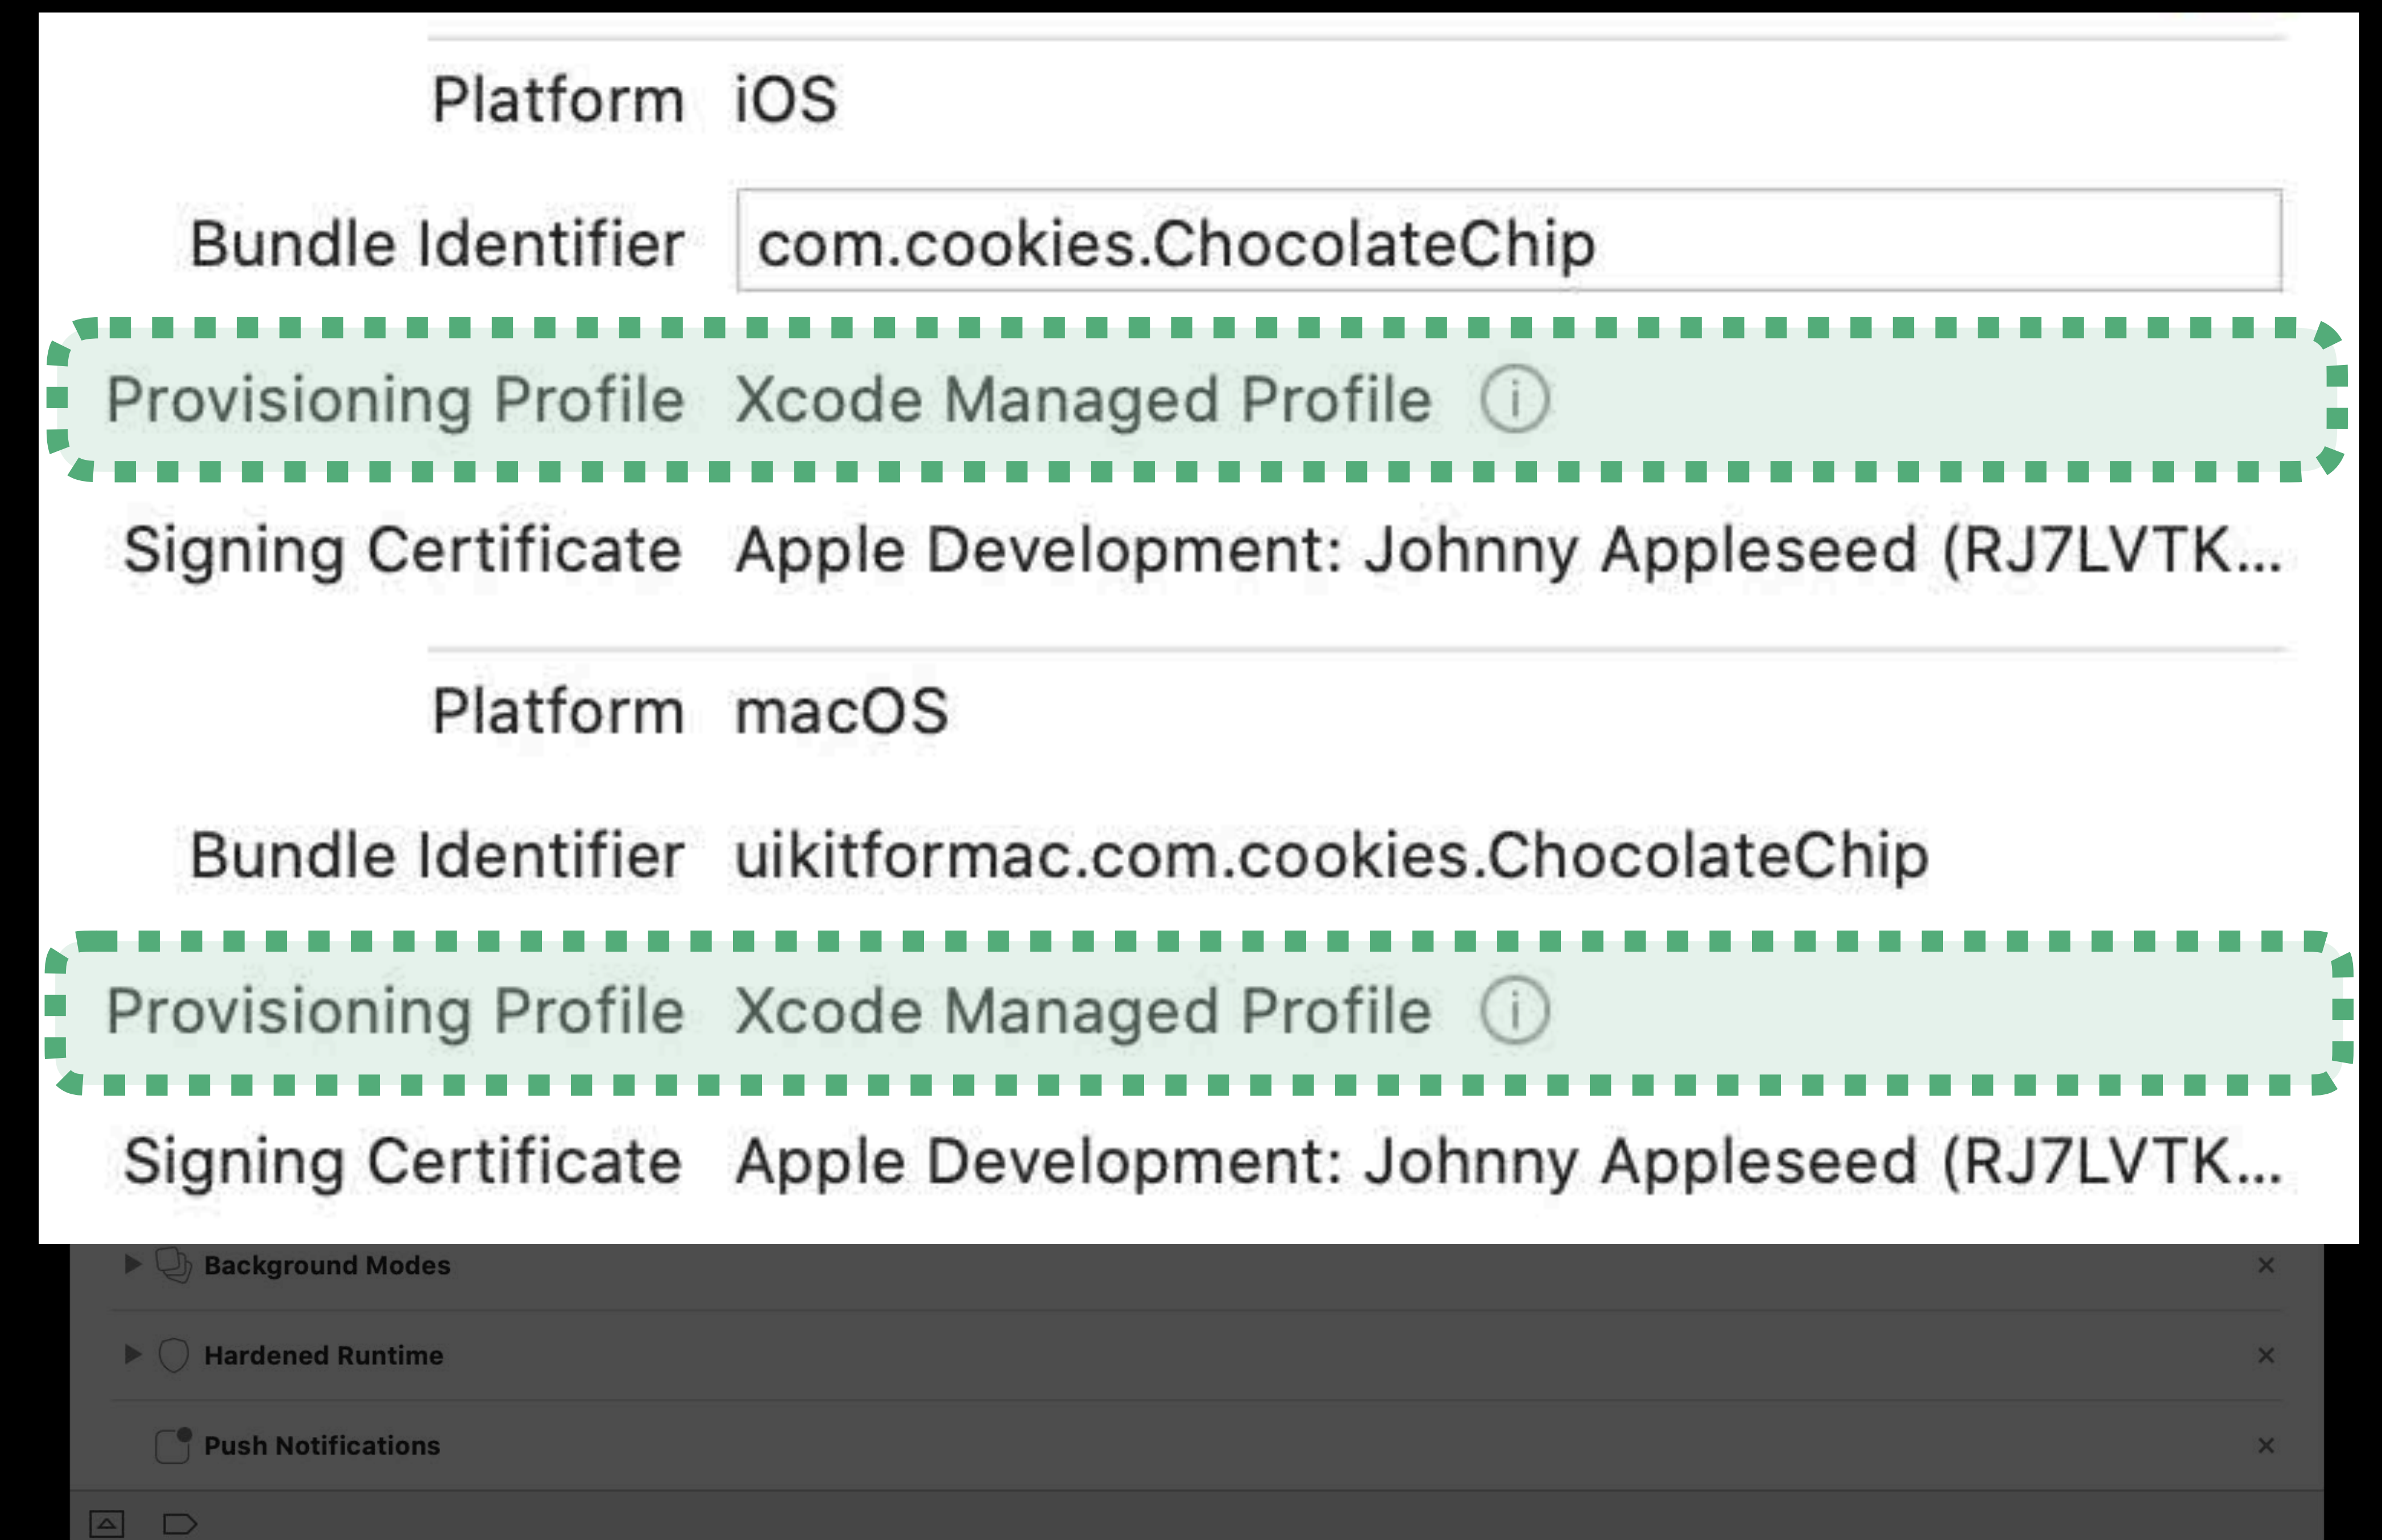 Platform iOS
Bundle Identifier com.cookies.ChocolateChip
Provisioning Profile Xcode Managed Profile
Signing Certificate Apple Development: Johnny Appleseed (RJ7LVTK...
Platform macOS
Bundle Identifier uikitformac.com.cookies.ChocolateChip
Provisioning Profile Xcode Managed Profile
Signing Certificate Apple Development: Johnny Appleseed (RJ7LVTK...
Background Modes
Hardened Runtime
Push Notifications